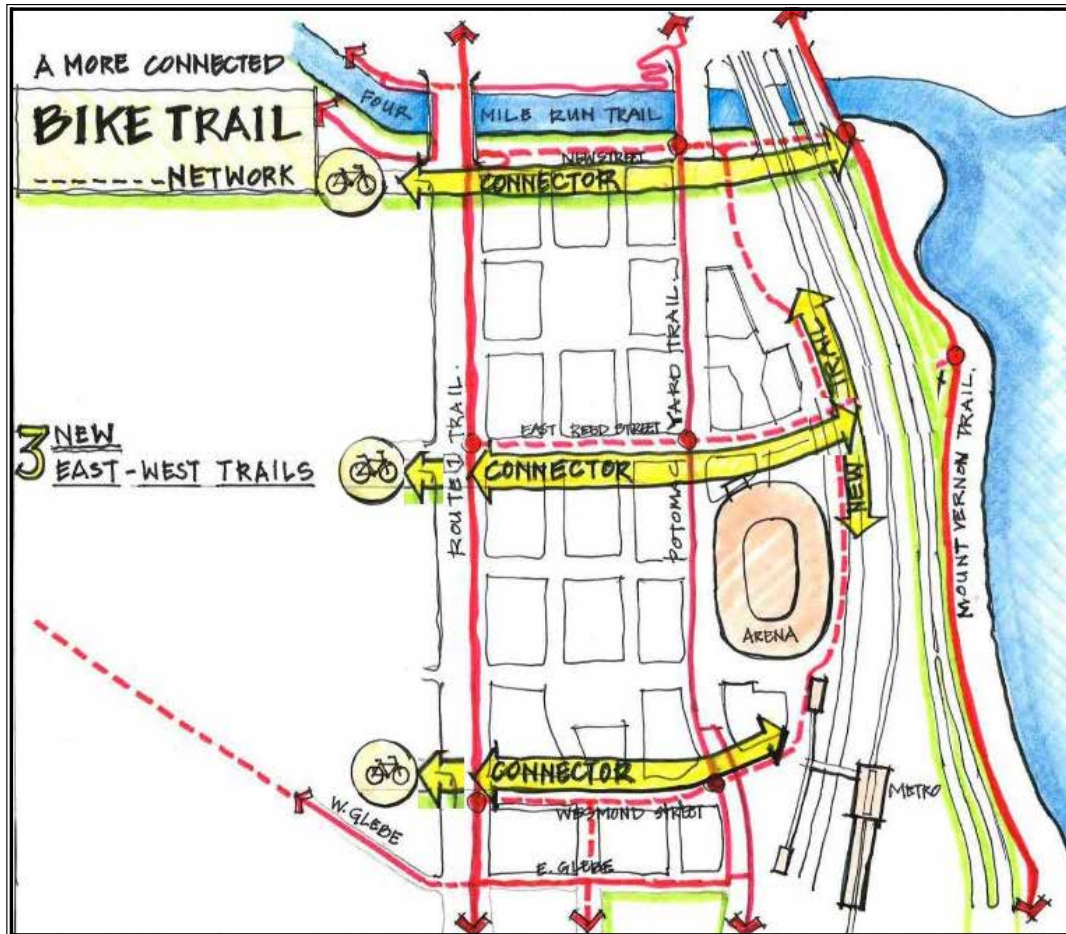 A MORE CONNECTED
BIKE TRAIL
NETWORK
FOUR
MILE RUN TRAIL
NEW STREET
CONNECTOR
3 NEW
EAST-WEST TRAILS
ROUTE 1 TRAIL.
POTOMAC YARD TRAIL.
TRAIL
NEW
EAST REED STREET
CONNECTOR
MOUNT VERNON TRAIL.
ARENA
CONNECTOR
METRO
W. GLEBE
WESMOND STREET
E. GLEBE